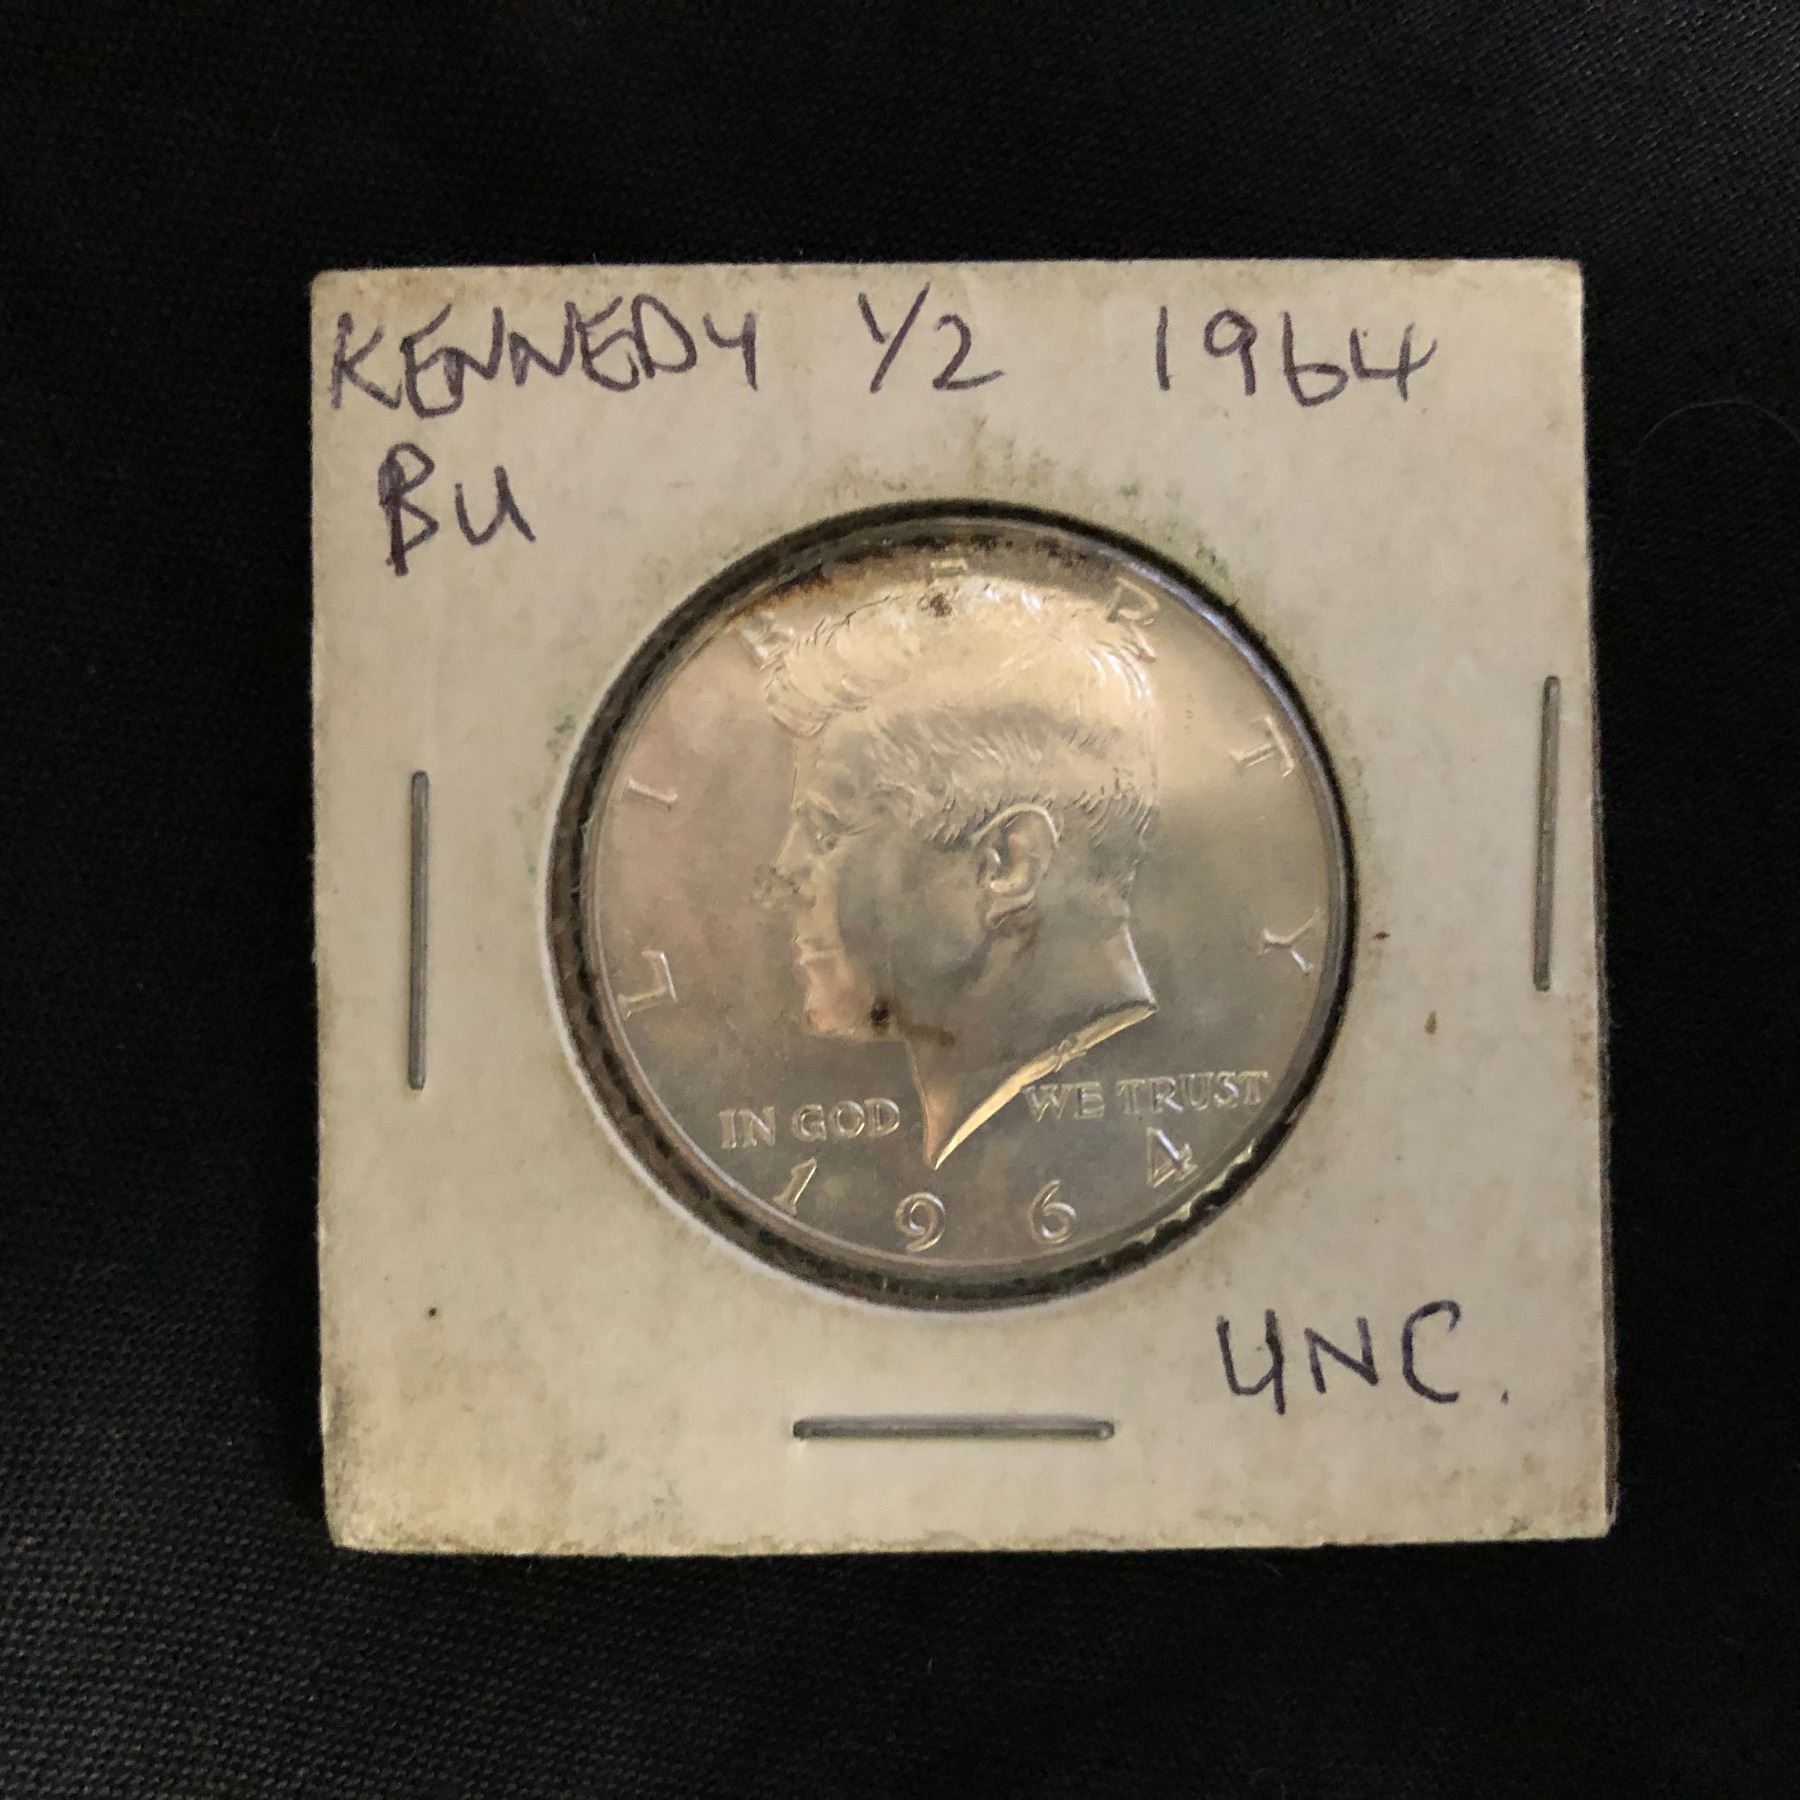 KENNEDY 1/2 1964
BU
LIBERTY
IN GOD WE TRUST
1964
UNC.